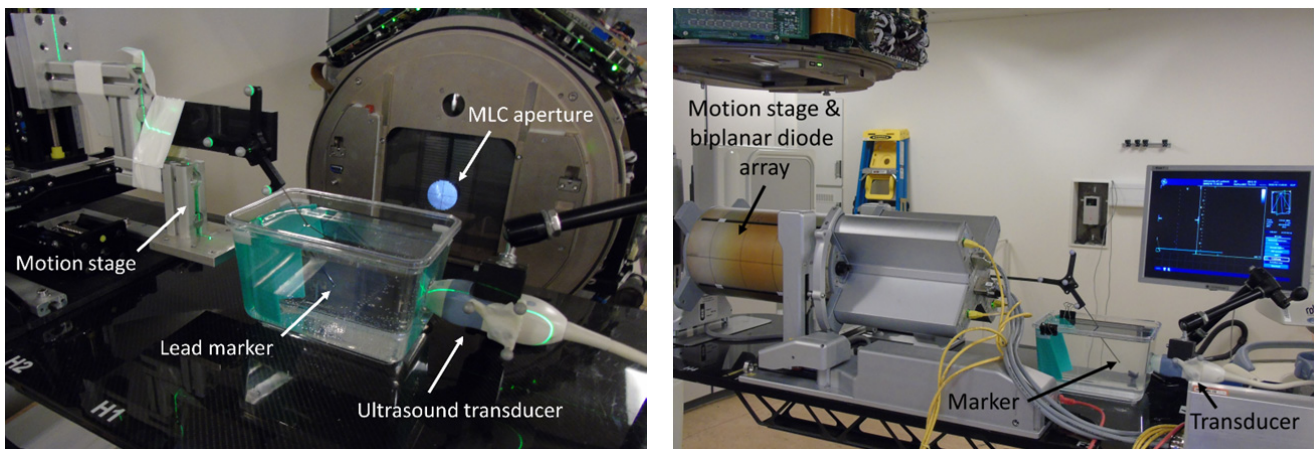 MLC aperture
Motion stage
Lead marker
Ultrasound transducer
H2
H1
Motion stage &
biplanar diode
array
Marker
Transducer